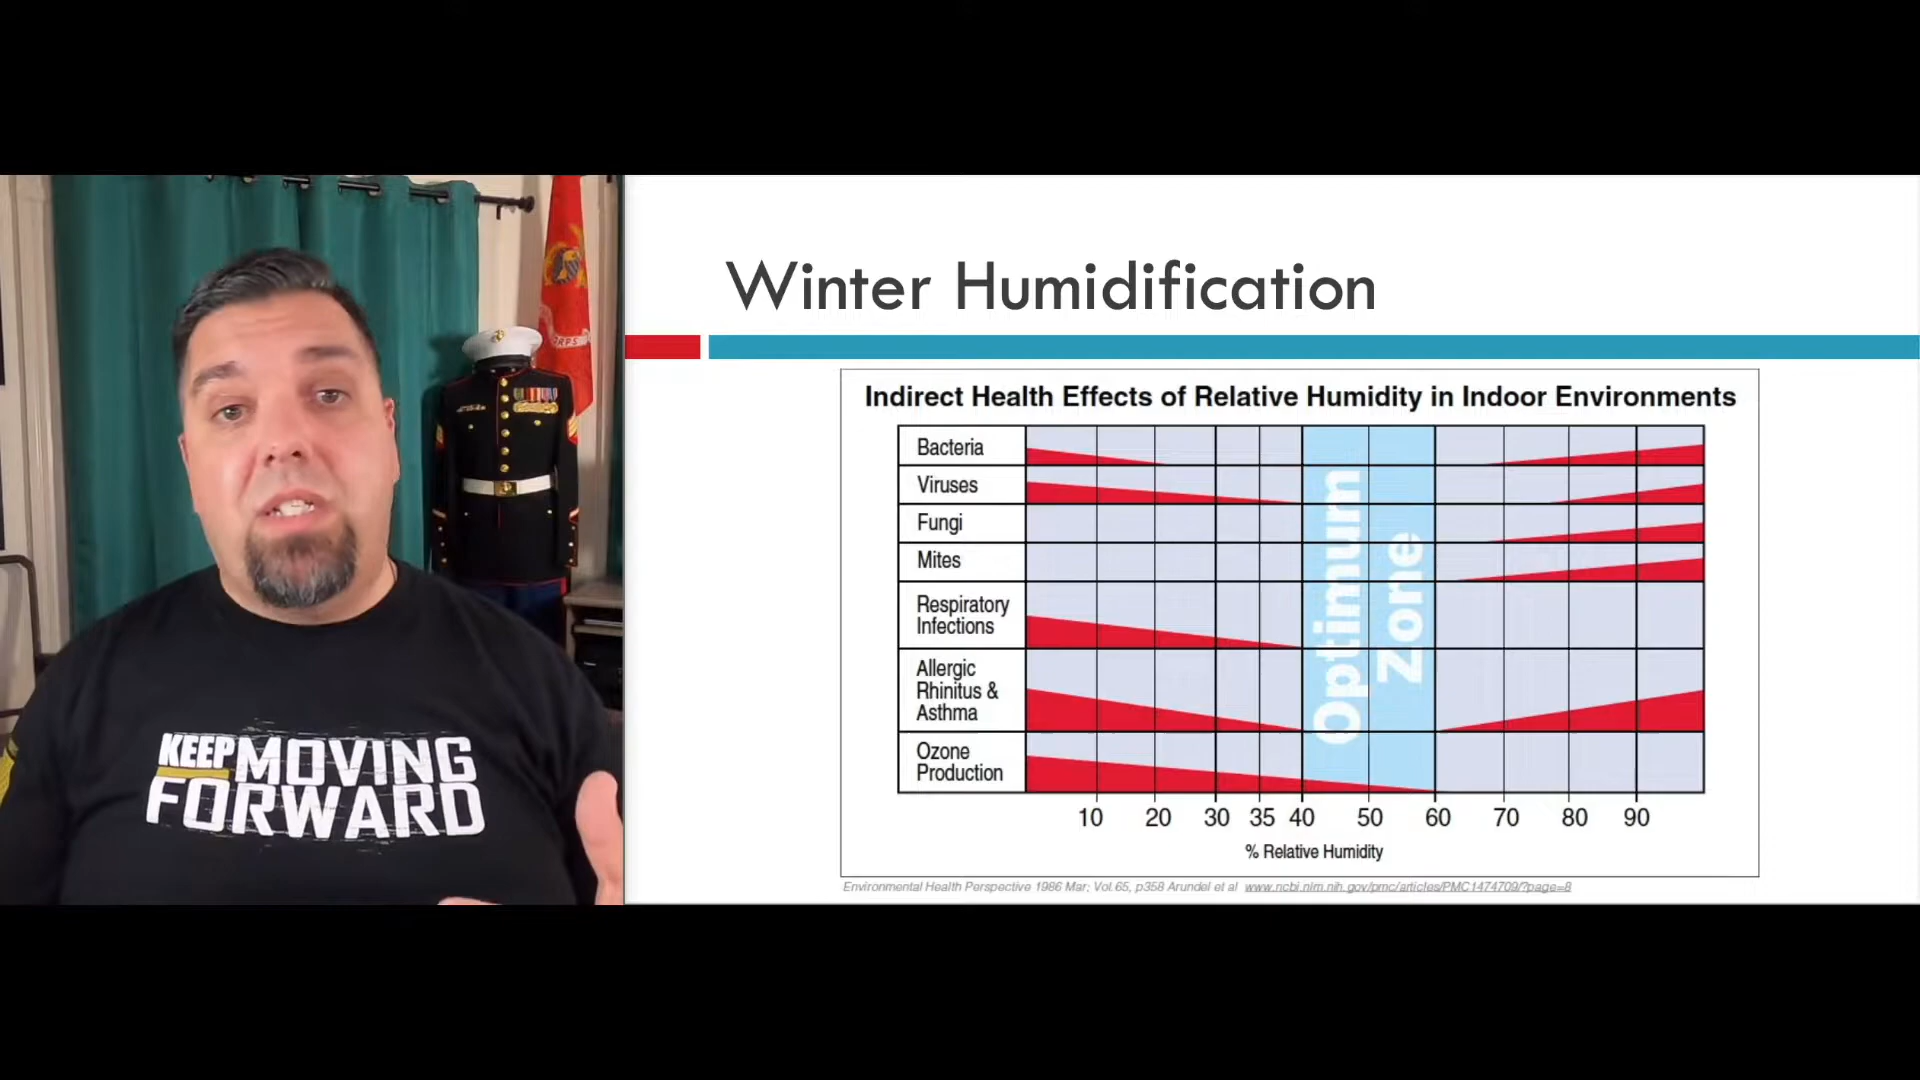 CORPS
KEEP MOVING
FORWARD
Winter Humidification
Indirect Health Effects of Relative Humidity in Indoor Environments
Bacteria
Viruses
Fungi
Mites
Respiratory
Infections
Allergic
Rhinitus &
Asthma
Ozone
Production
Optimum
Zone
10 20 30 35 40 50 60 70 80 90
% Relative Humidity
Environmental Health Perspective 1986 Mar; Vol.65, p358 Arundel et al www.ncbi.nlm.nih.gov/pmc/articles/PMC1474709/?page=8